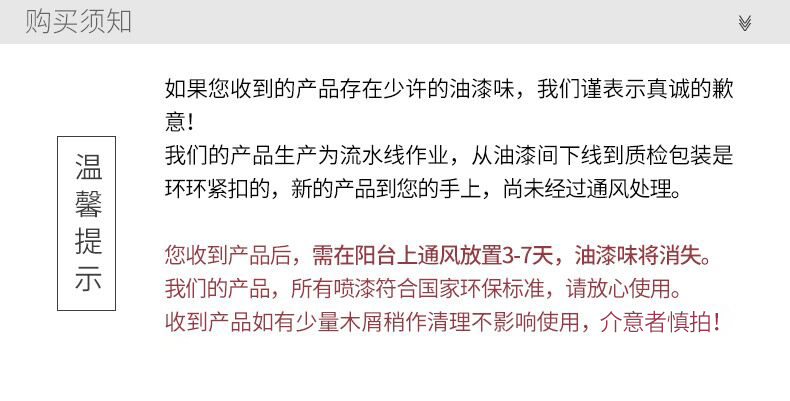 购买须知
温馨提示
如果您收到的产品存在少许的油漆味，我们谨表示真诚的歉
意！
我们的产品生产为流水线作业，从油漆间下线到质检包装是
环环紧扣的，新的产品到您的手上，尚未经过通风处理。
您收到产品后，需在阳台上通风放置3-7天，油漆味将消失。
我们的产品，所有喷漆符合国家环保标准，请放心使用。
收到产品如有少量木屑稍作清理不影响使用，介意者慎拍！